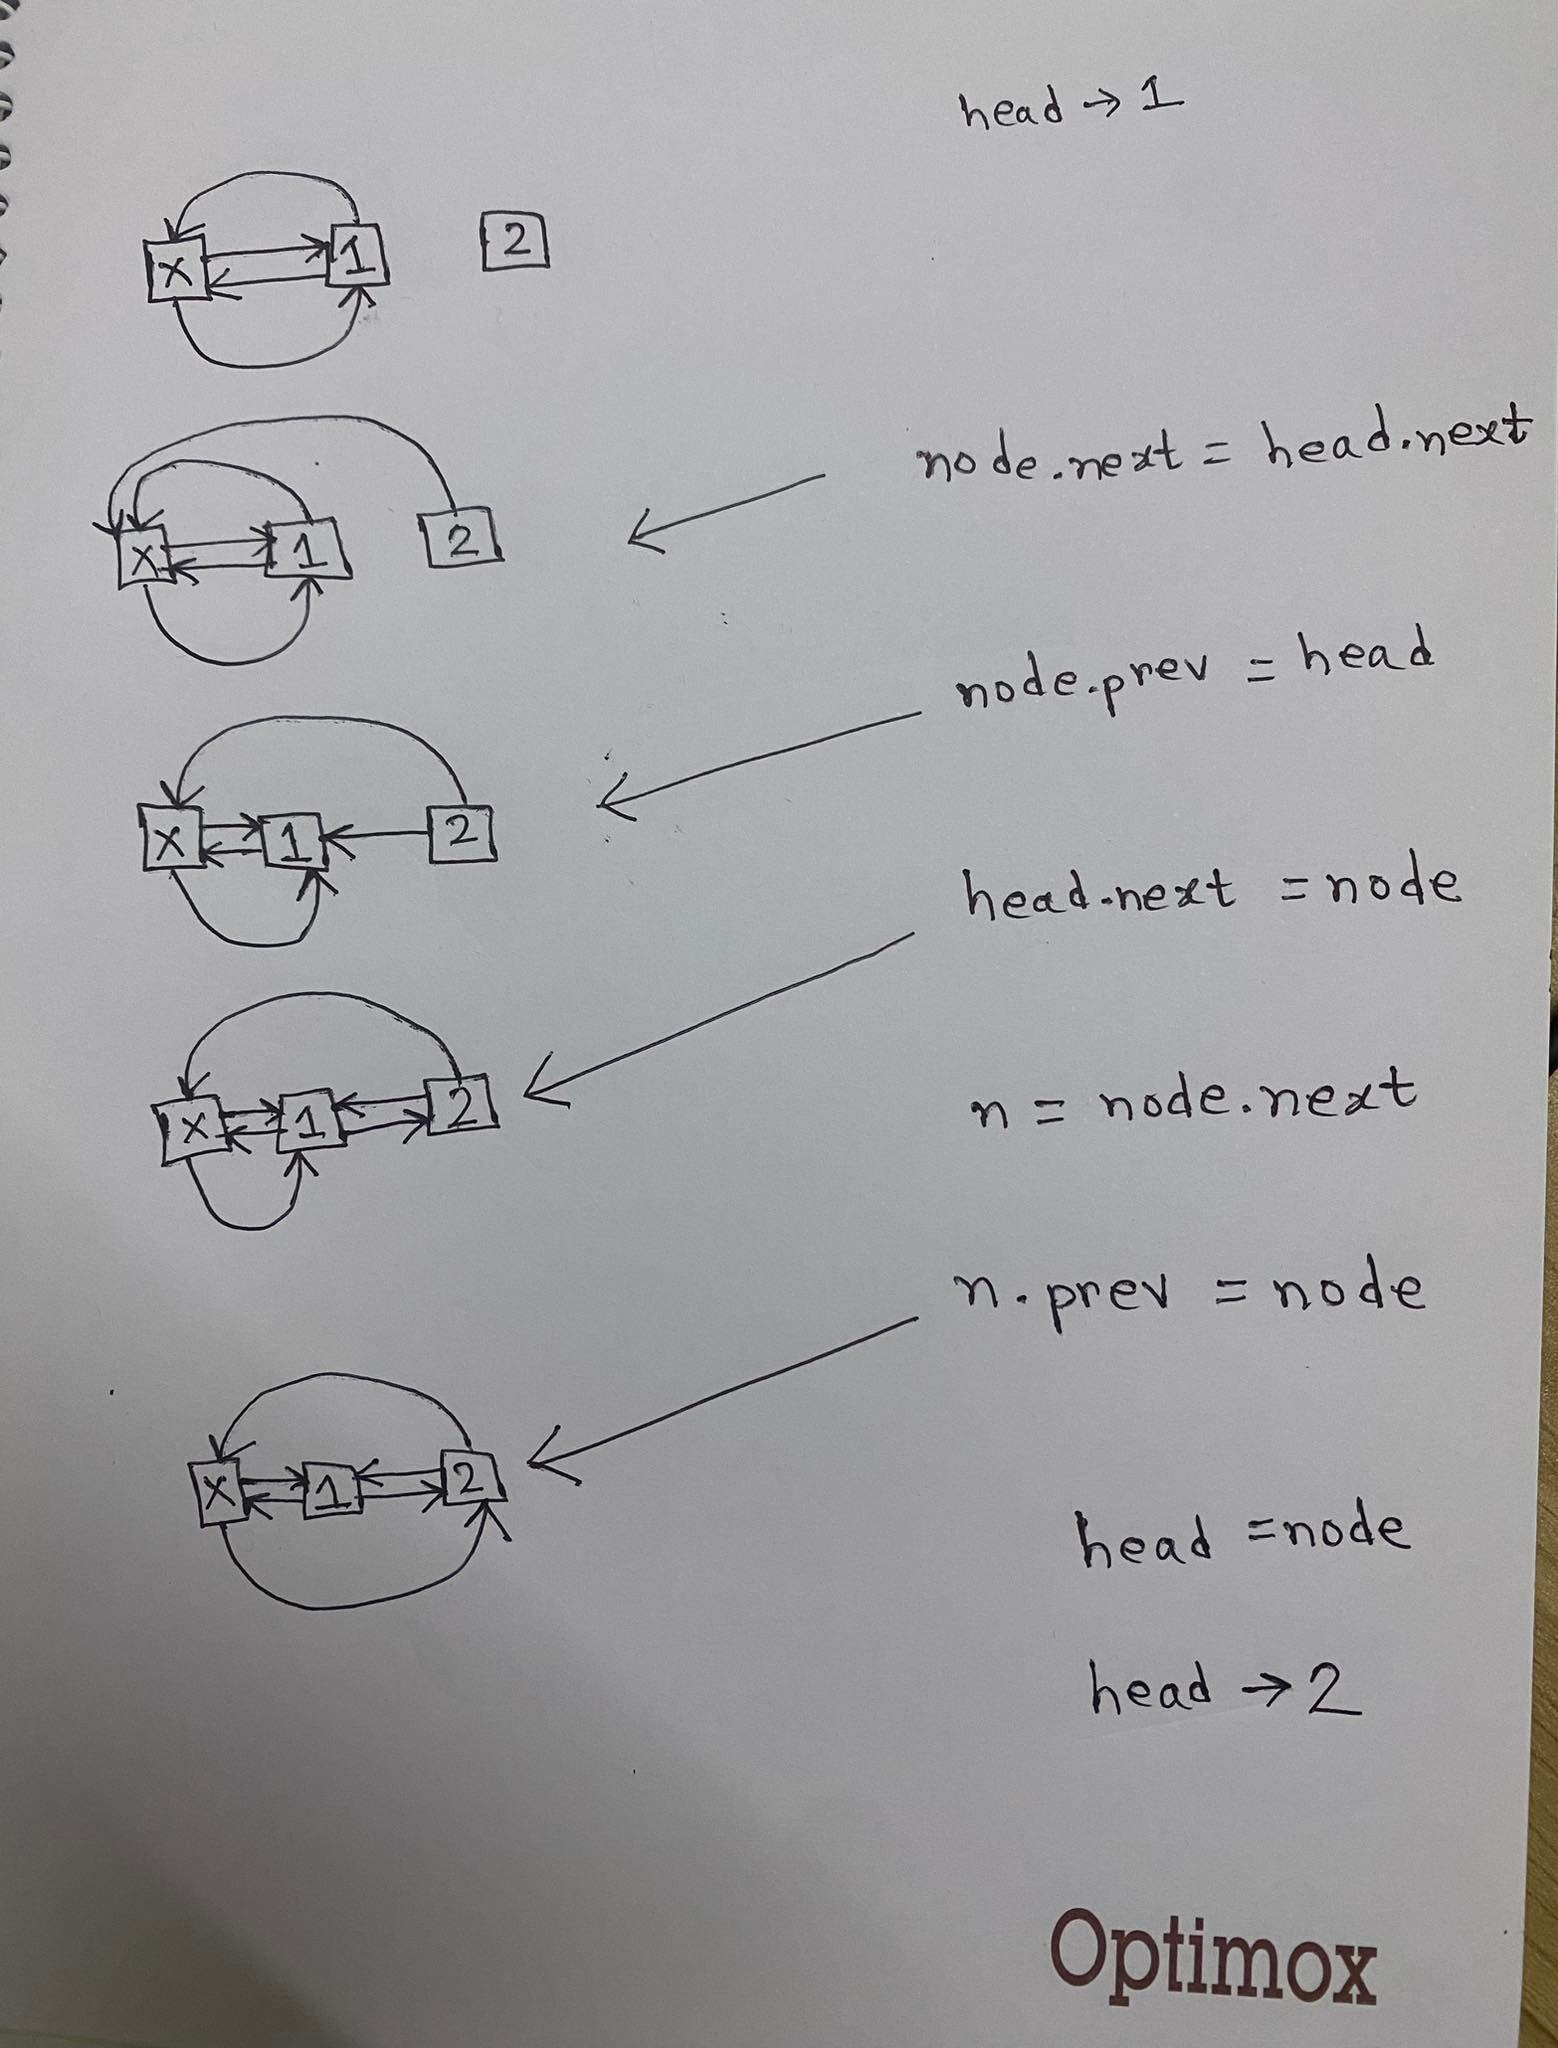 head → 1
X 1 2
node.next = head.next
X 1 2
node.prev = head
X 1 2
head.next = node
X 1 2
n = node.next
n.prev = node
X 1 2
head = node
head → 2
Optimox